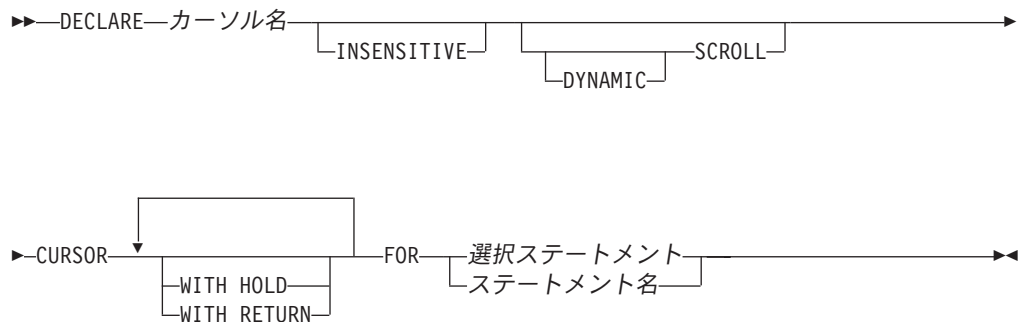 DECLARE カーソル名
INSENSITIVE
SCROLL
DYNAMIC
CURSOR
WITH HOLD
WITH RETURN
FOR
選択ステートメント
ステートメント名